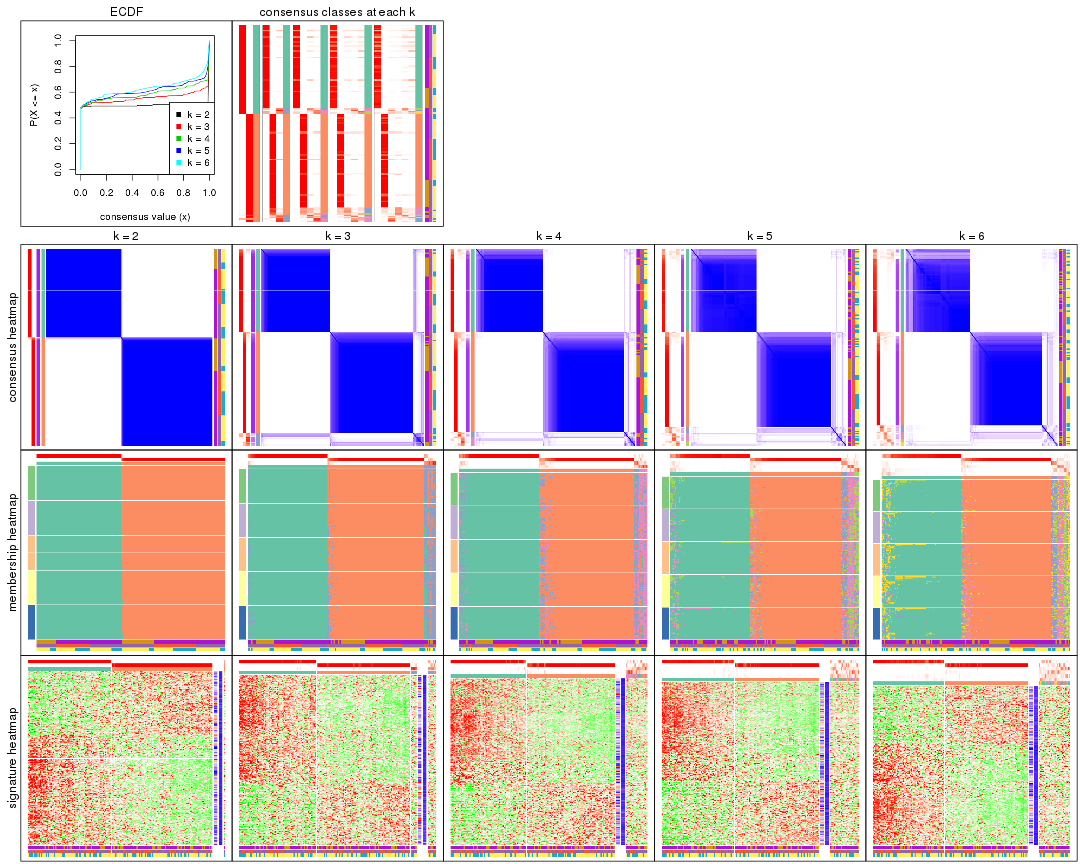 ECDF
consensus classes at each k
P(X <= x)
0.0
0.2
0.4
0.6
0.8
1.0
k = 2
k = 3
k = 4
k = 5
k = 6
0.0 0.2 0.4 0.6 0.8 1.0
consensus value (x)
k = 2
k = 3
k = 4
k = 5
k = 6
consensus heatmap
membership heatmap
signature heatmap